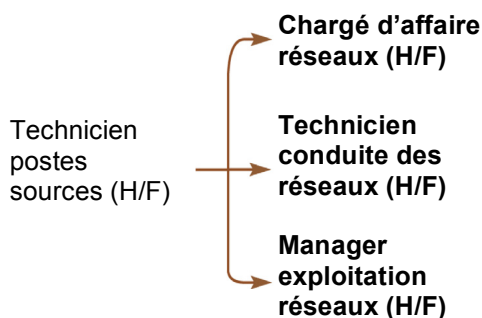 Technicien
postes
sources (H/F)
Chargé d’affaire
réseaux (H/F)
Technicien
conduite des
réseaux (H/F)
Manager
exploitation
réseaux (H/F)